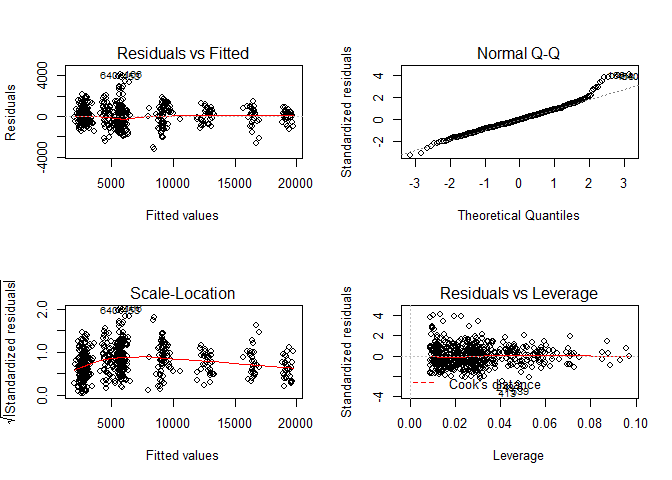 Residuals vs Fitted
Residuals
-4000
0
4000
5000
10000
15000
20000
Fitted values
Normal Q-Q
Standardized residuals
-2
0
2
4
-3
-2
-1
0
1
2
3
Theoretical Quantiles
Scale-Location
√|Standardized residuals|
0.0
1.0
2.0
5000
10000
15000
20000
Fitted values
Residuals vs Leverage
Standardized residuals
-4
0
2
4
Cook's distance
0.00
0.02
0.04
0.06
0.08
0.10
Leverage